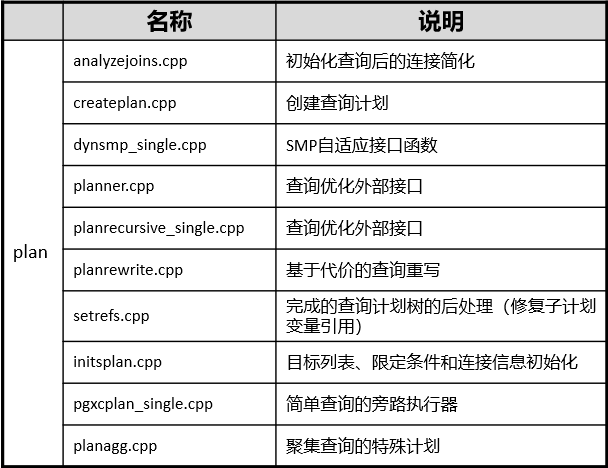 名称 说明
plan
analyzejoins.cpp 初始化查询后的连接简化
createplan.cpp 创建查询计划
dynsmp_single.cpp SMP自适应接口函数
planner.cpp 查询优化外部接口
planrecursive_single.cpp 查询优化外部接口
planrewrite.cpp 基于代价的查询重写
setrefs.cpp 完成的查询计划树的后处理（修复子计划
变量引用）
initsplan.cpp 目标列表、限定条件和连接信息初始化
pgxcplan_single.cpp 简单查询的旁路执行器
planagg.cpp 聚集查询的特殊计划